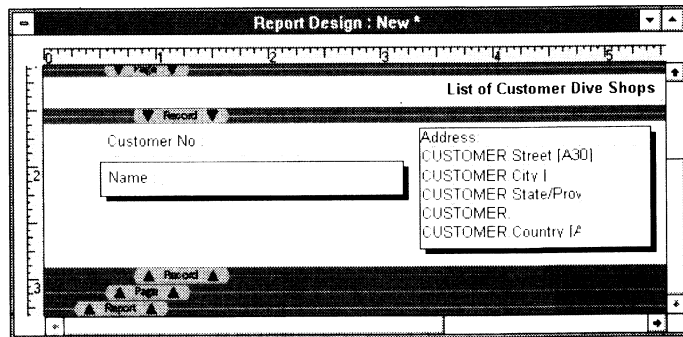 Report Design : New *
0 1 2 3 4 5
Page
List of Customer Dive Shops
Record
Customer No :
Address:
CUSTOMER Street [A30]
2
Name :
CUSTOMER City [
CUSTOMER State/Prov
CUSTOMER.
CUSTOMER Country [A
Record
3
Page
Report